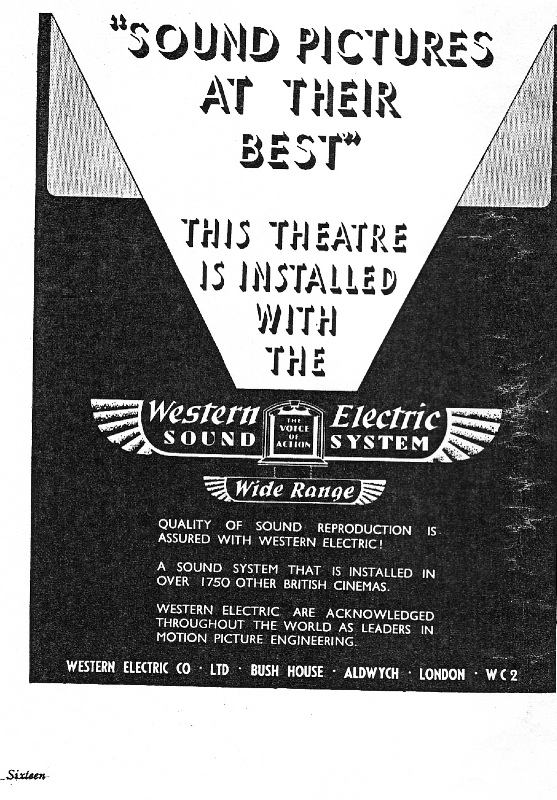 "SOUND PICTURES
AT THEIR
BEST"
THIS THEATRE
IS INSTALLED
WITH
THE
Western Electric
SOUND SYSTEM
THE
VOICE
OF
ACTION
Wide Range
QUALITY OF SOUND REPRODUCTION IS
ASSURED WITH WESTERN ELECTRIC!
A SOUND SYSTEM THAT IS INSTALLED IN
OVER 1750 OTHER BRITISH CINEMAS.
WESTERN ELECTRIC ARE ACKNOWLEDGED
THROUGHOUT THE WORLD AS LEADERS IN
MOTION PICTURE ENGINEERING.
WESTERN ELECTRIC CO · LTD · BUSH HOUSE · ALDWYCH · LONDON · WC2
Sixteen